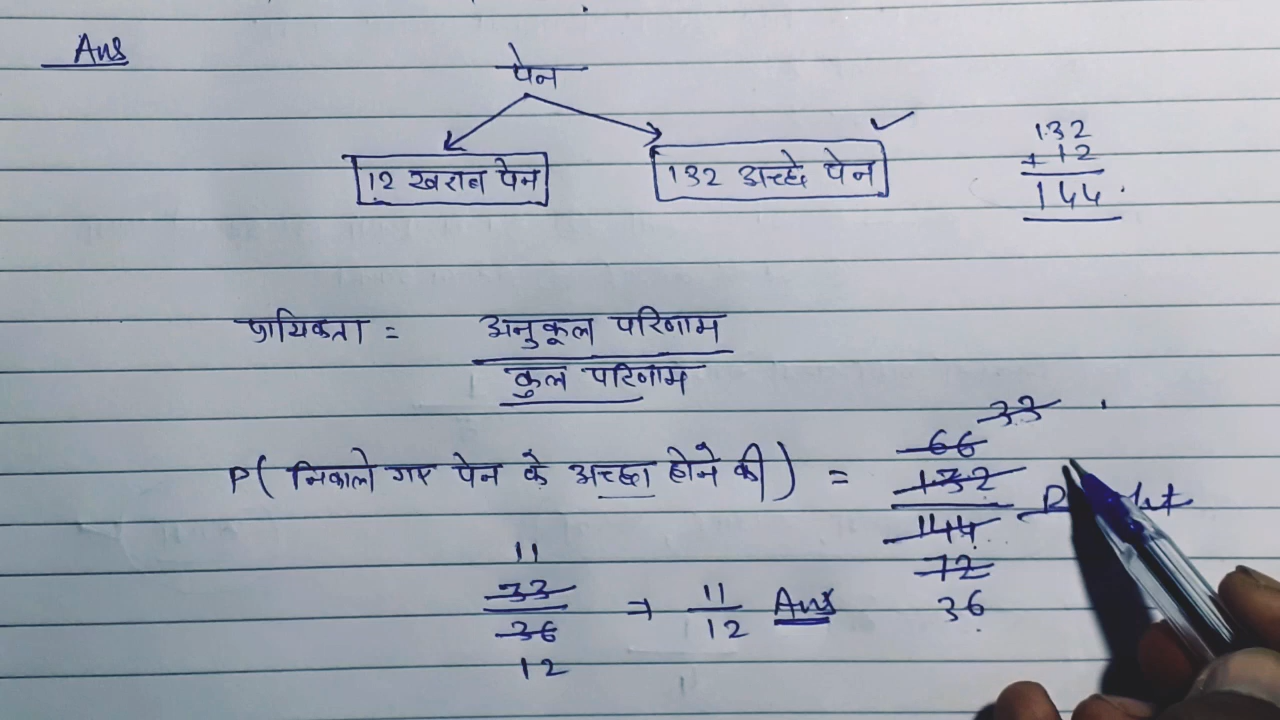 Ans
पेन
12 खराब पेन
132 अच्छे पेन
132
+ 12
144
प्रायिकता = अनुकूल परिणाम
कुल परिणाम
33
66
P( निकाले गए पेन के अच्छा होने की ) = 132
144
72
36
11
33
36
12
⇒ 11
12
Ans